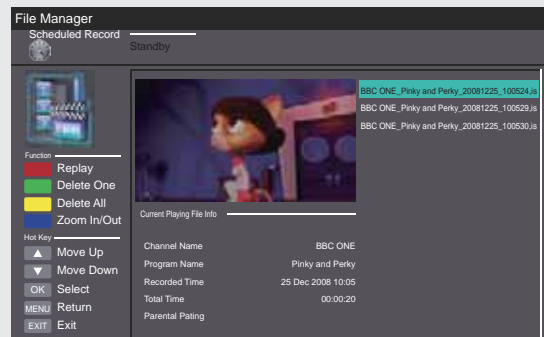 File Manager
Scheduled Record
Standby
BBC ONE_Pinky and Perky_20081225_100524,is
BBC ONE_Pinky and Perky_20081225_100529,is
BBC ONE_Pinky and Perky_20081225_100530,is
Function
Replay
Delete One
Delete All
Zoom In/Out
Hot Key
Move Up
Move Down
OK Select
MENU Return
EXIT Exit
Current Playing File Info
Channel Name BBC ONE
Program Name Pinky and Perky
Recorded Time 25 Dec 2008 10:05
Total Time 00:00:20
Parental Pating